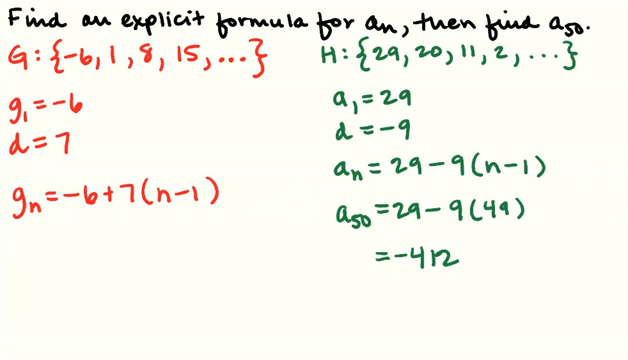 Find an explicit formula for aₙ, then find a₅₀.
G: {-6, 1, 8, 15, ...}
g₁ = -6
d = 7
gₙ = -6 + 7(n-1)
H: {29, 20, 11, 2, ...}
a₁ = 29
d = -9
aₙ = 29 - 9(n-1)
a₅₀ = 29 - 9(49)
= -412